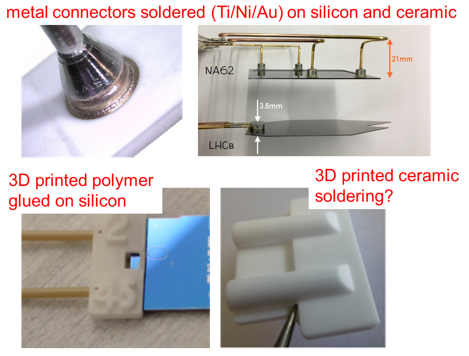 metal connectors soldered (Ti/Ni/Au) on silicon and ceramic
NA62
21mm
3.6mm
LHCb
3D printed polymer
glued on silicon
3D printed ceramic
soldering?